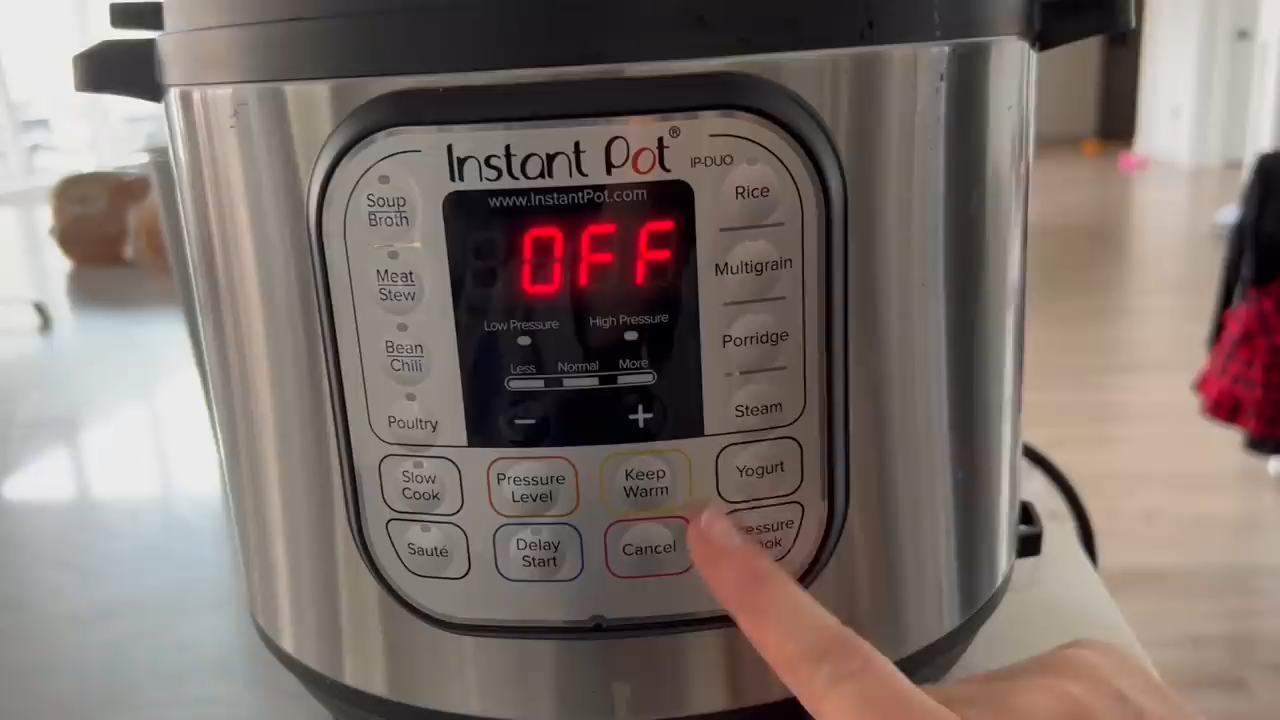 Instant Pot®
IP-DUO
www.InstantPot.com
OFF
Low Pressure
High Pressure
Less
Normal
More
−
+
Soup
Broth
Meat
Stew
Bean
Chili
Poultry
Rice
Multigrain
Porridge
Steam
Slow
Cook
Pressure
Level
Keep
Warm
Yogurt
Sauté
Delay
Start
Cancel